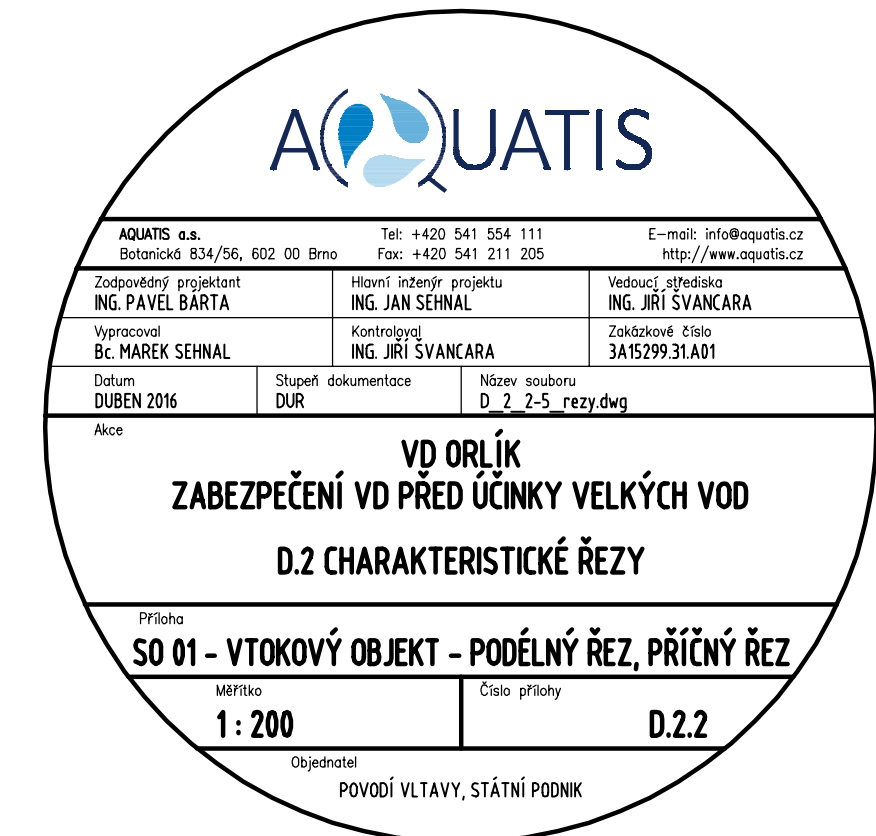 AQUATIS
AQUATIS a.s. Tel: +420 541 554 111 E-mail: info@aquatis.cz
Botanická 834/56, 602 00 Brno Fax: +420 541 211 205 http://www.aquatis.cz
Zodpovědný projektant Hlavní inženýr projektu Vedoucí střediska
ING. PAVEL BÁRTA ING. JAN SEHNAL ING. JIŘÍ ŠVANCARA
Vypracoval Kontroloval Zakázkové číslo
Bc. MAREK SEHNAL ING. JIŘÍ ŠVANCARA 3A15299.31.A01
Datum Stupeň dokumentace Název souboru
DUBEN 2016 DUR D_2_2-5_rezy.dwg
Akce
VD ORLÍK
ZABEZPEČENÍ VD PŘED ÚČINKY VELKÝCH VOD
D.2 CHARAKTERISTICKÉ ŘEZY
Příloha
SO 01 - VTOKOVÝ OBJEKT - PODÉLNÝ ŘEZ, PŘÍČNÝ ŘEZ
Měřítko Číslo přílohy
1 : 200 D.2.2
Objednatel
POVODÍ VLTAVY, STÁTNÍ PODNIK